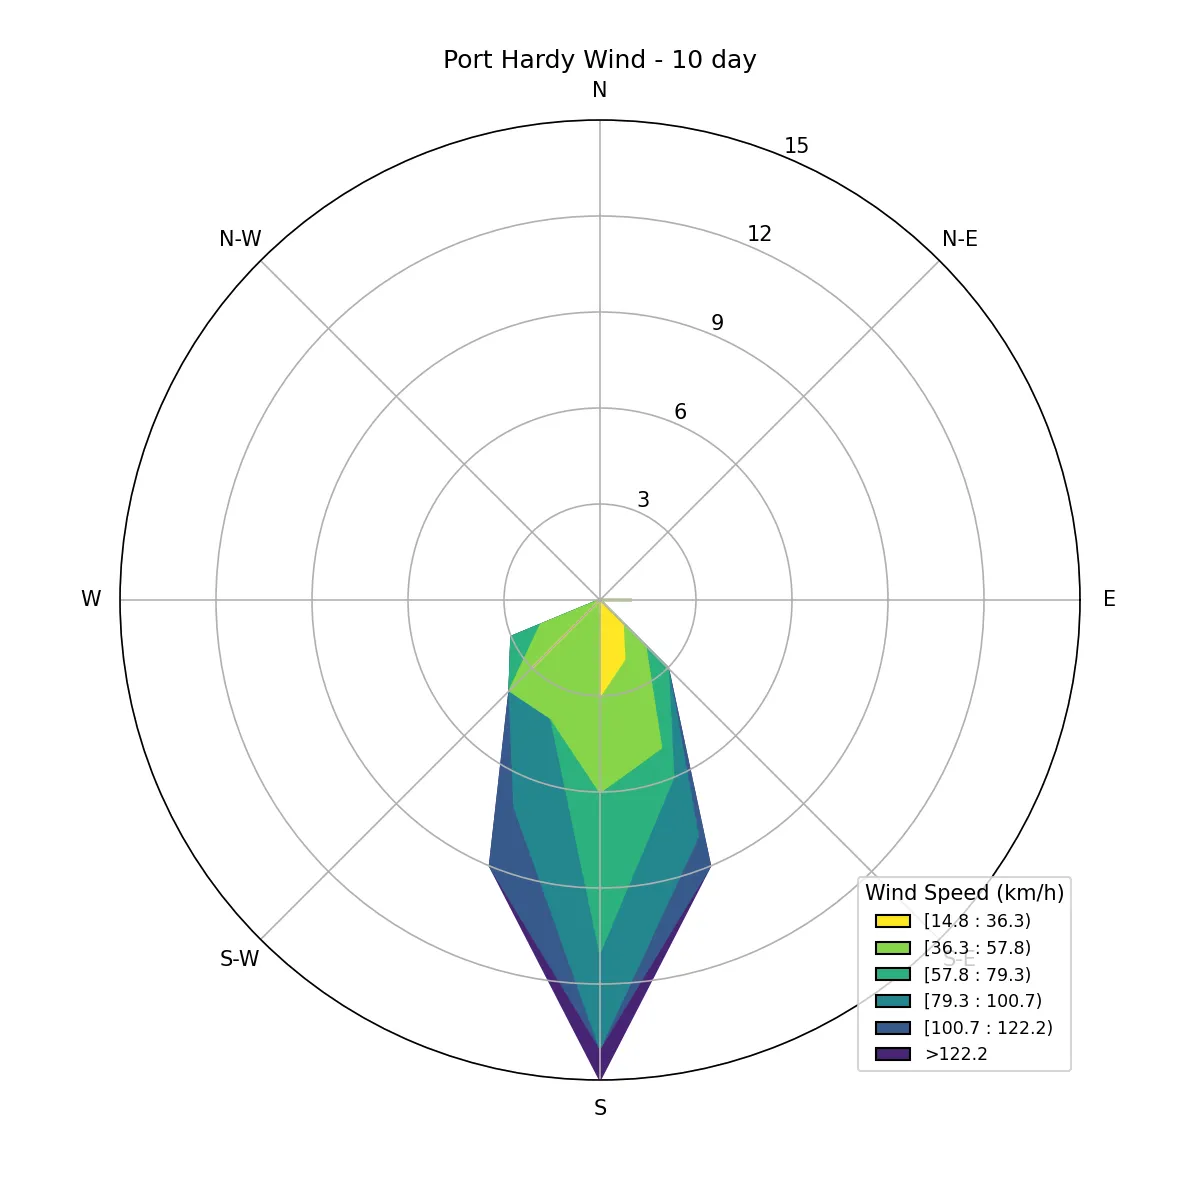 Port Hardy Wind - 10 day
N
15
N-W
12
N-E
9
6
3
W
E
Wind Speed (km/h)
[14.8 : 36.3)
[36.3 : 57.8)
S-W
S-E
[57.8 : 79.3)
[79.3 : 100.7)
[100.7 : 122.2)
>122.2
S